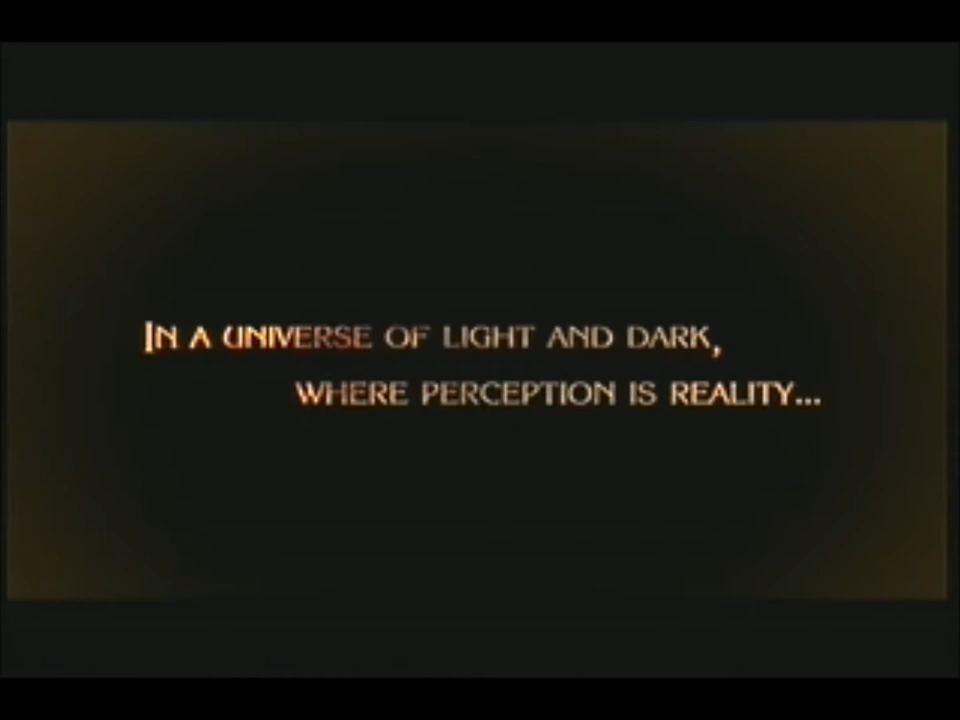 In a universe of light and dark,
where perception is reality...